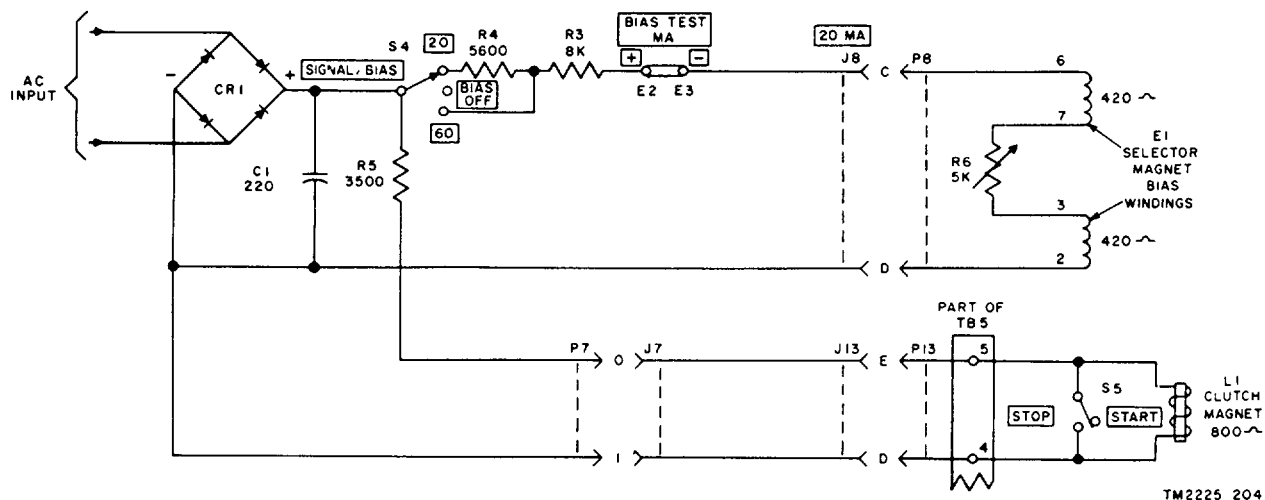 AC
INPUT
-
CR1
+
SIGNAL, BIAS
S4
20
BIAS
OFF
60
R4
5600
R3
8K
BIAS TEST
MA
+
-
E2
E3
20 MA
J8
C
P8
6
420~
7
E1
SELECTOR
MAGNET
BIAS
WINDINGS
R6
5K
3
420~
2
C1
220
R5
3500
D
PART OF
TB5
P7
O
J7
J13
E
P13
5
STOP
S5
START
L1
CLUTCH
MAGNET
800~
I
D
4
TM2225 204